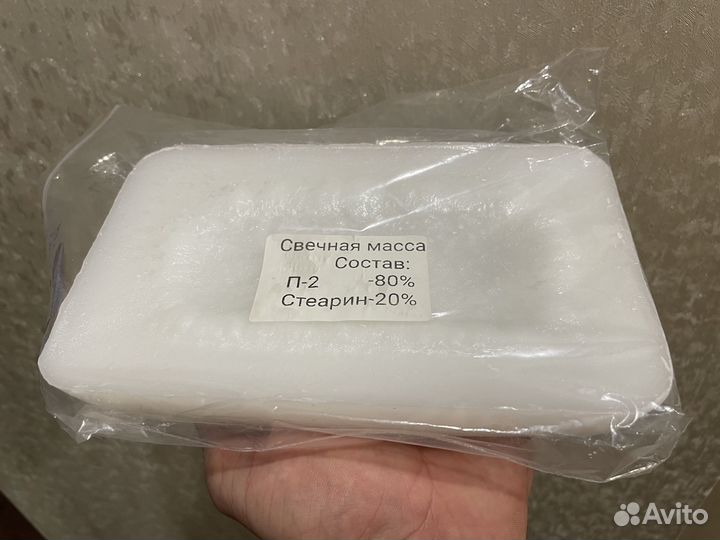 Свечная масса
Состав:
П-2 -80%
Стеарин-20%
Avito